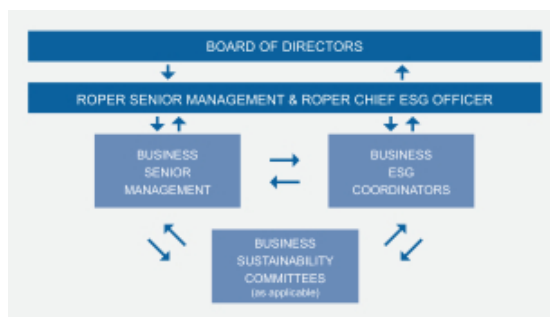 BOARD OF DIRECTORS
ROPER SENIOR MANAGEMENT & ROPER CHIEF ESG OFFICER
BUSINESS
SENIOR
MANAGEMENT
BUSINESS
ESG
COORDINATORS
BUSINESS
SUSTAINABILITY
COMMITTEES
(as applicable)